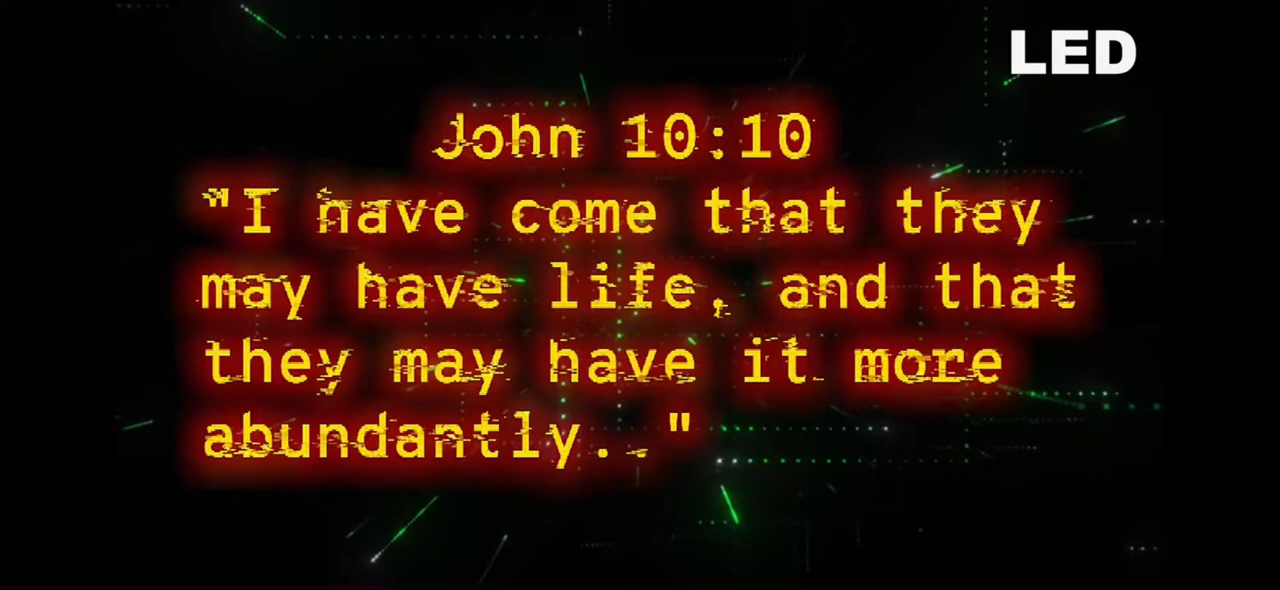 LED
John 10:10
"I have come that they
may have life, and that
they may have it more
abundantly.."